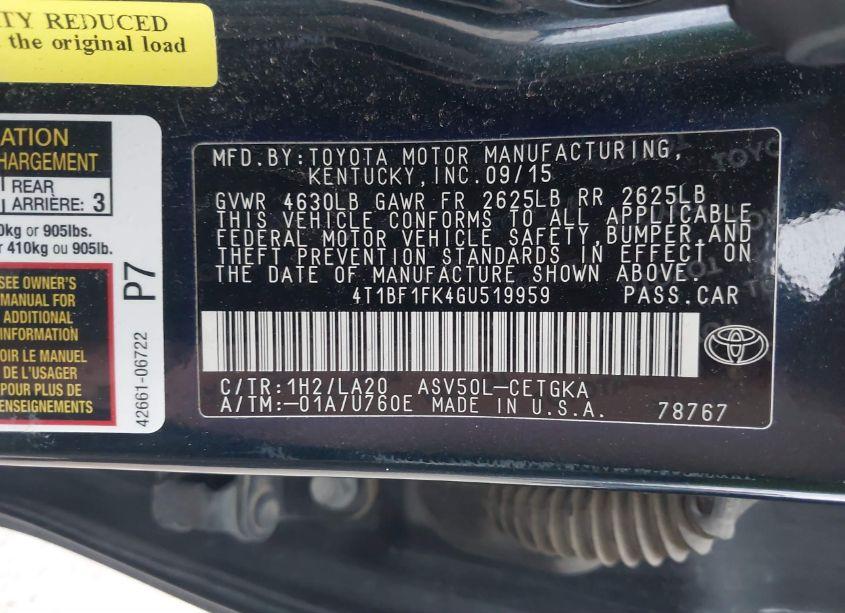 TY REDUCED
the original load
ATION
HARGEMENT
REAR
ARRIÈRE: 3
0kg or 905lbs.
r 410kg ou 905lb.
SEE OWNER'S
MANUAL FOR
ADDITIONAL
INFORMATION
OIR LE MANUEL
DE L'USAGER
POUR PLUS DE
ENSEIGNEMENTS
P7
42661-06722
MFD.BY:TOYOTA MOTOR MANUFACTURING,
KENTUCKY,INC.09/15
GVWR 4630LB GAWR FR 2625LB RR 2625LB
THIS VEHICLE CONFORMS TO ALL APPLICABLE
FEDERAL MOTOR VEHICLE SAFETY,BUMPER,AND
THEFT PREVENTION STANDARDS IN EFFECT ON
THE DATE OF MANUFACTURE SHOWN ABOVE.
4T1BF1FK4GU519959 PASS.CAR
C/TR:1H2/LA20 ASV50L-CETGKA
A/TM:-01A/U760E MADE IN U.S.A. 78767